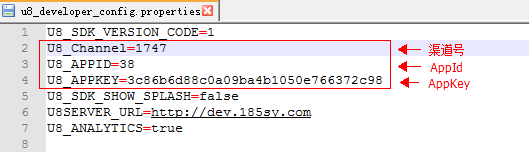 u8_developer_config.properties
1 U8_SDK_VERSION_CODE=1
2 U8_Channel=1747 渠道号
3 U8_APPID=38 AppId
4 U8_APPKEY=3c86b6d88c0a09ba4b1050e766372c98 AppKey
5 U8_SDK_SHOW_SPLASH=false
6 U8SERVER_URL=http://dev.185sy.com
7 U8_ANALYTICS=true